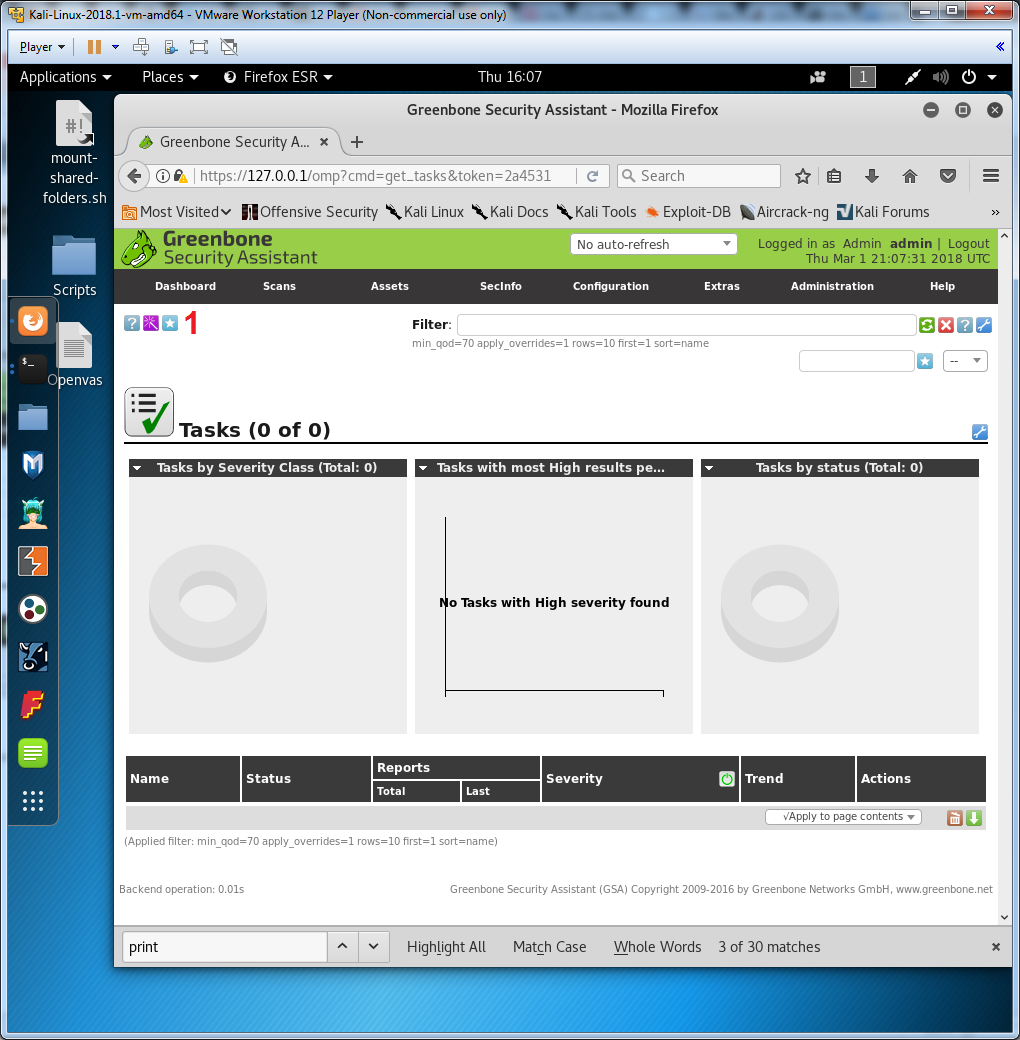 Kali-Linux-2018.1-vm-amd64 - VMware Workstation 12 Player (Non-commercial use only)
Player
Applications Places Firefox ESR Thu 16:07 1
#!
mount-
shared-
folders.sh
Scripts
Openvas
Greenbone Security Assistant - Mozilla Firefox
Greenbone Security A...
https://127.0.0.1/omp?cmd=get_tasks&token=2a4531 Search
Most Visited Offensive Security Kali Linux Kali Docs Kali Tools Exploit-DB Aircrack-ng Kali Forums »
Greenbone
Security Assistant
No auto-refresh
Logged in as Admin admin | Logout
Thu Mar 1 21:07:31 2018 UTC
Dashboard Scans Assets SecInfo Configuration Extras Administration Help
1
Filter:
min_qod=70 apply_overrides=1 rows=10 first=1 sort=name
--
Tasks (0 of 0)
Tasks by Severity Class (Total: 0)
Tasks with most High results pe...
No Tasks with High severity found
Tasks by status (Total: 0)
Name Status Reports Severity Trend Actions
Total Last
√Apply to page contents
(Applied filter: min_qod=70 apply_overrides=1 rows=10 first=1 sort=name)
Backend operation: 0.01s
Greenbone Security Assistant (GSA) Copyright 2009-2016 by Greenbone Networks GmbH, www.greenbone.net
print Highlight All Match Case Whole Words 3 of 30 matches